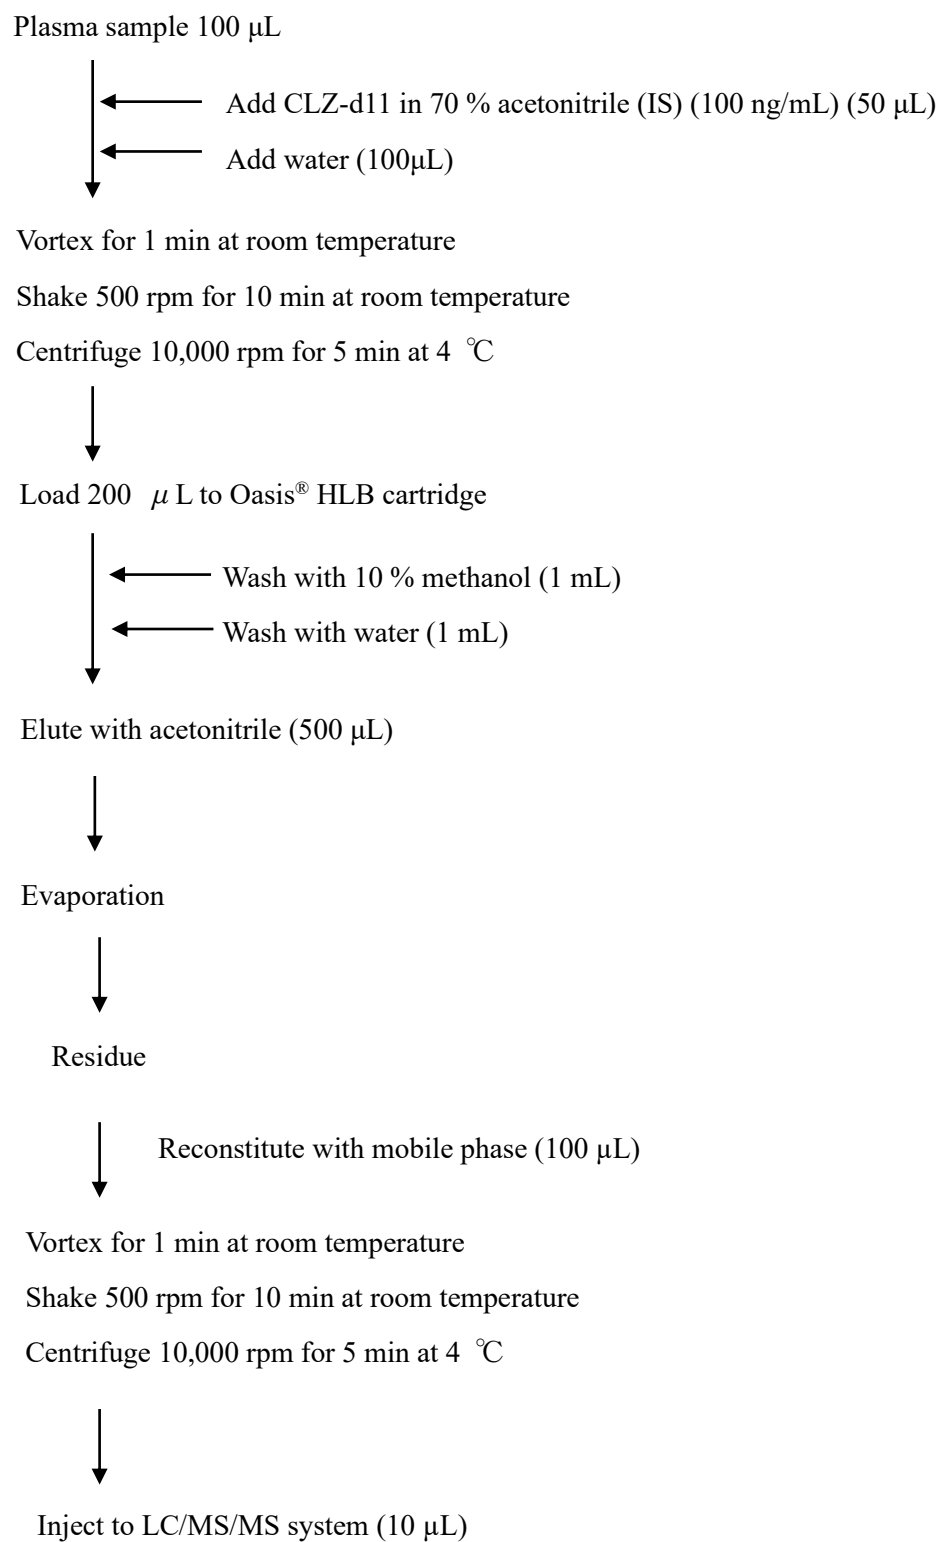 Plasma sample 100 μL
Add CLZ-d11 in 70 % acetonitrile (IS) (100 ng/mL) (50 μL)
Add water (100μL)
Vortex for 1 min at room temperature
Shake 500 rpm for 10 min at room temperature
Centrifuge 10,000 rpm for 5 min at 4 ℃
Load 200 μL to Oasis® HLB cartridge
Wash with 10 % methanol (1 mL)
Wash with water (1 mL)
Elute with acetonitrile (500 μL)
Evaporation
Residue
Reconstitute with mobile phase (100 μL)
Vortex for 1 min at room temperature
Shake 500 rpm for 10 min at room temperature
Centrifuge 10,000 rpm for 5 min at 4 ℃
Inject to LC/MS/MS system (10 μL)